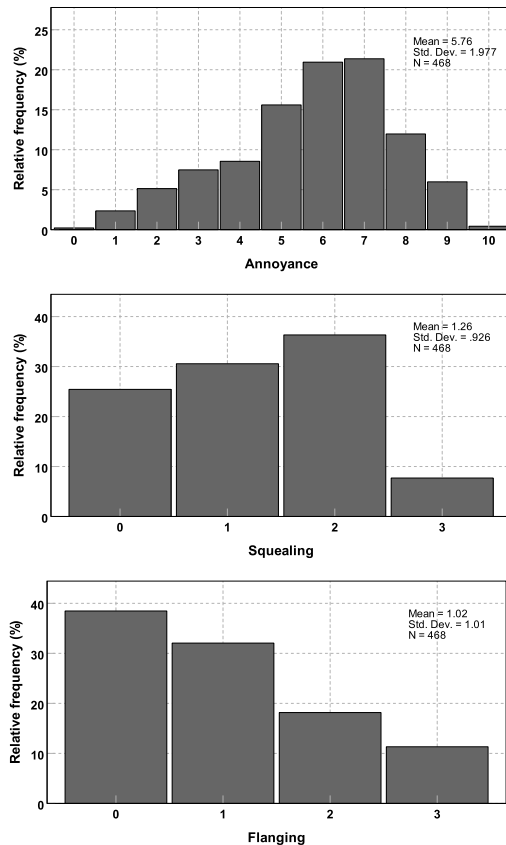 Relative frequency (%)
25
20
15
10
5
0
Mean = 5.76
Std. Dev. = 1.977
N = 468
0 1 2 3 4 5 6 7 8 9 10
Annoyance
Relative frequency (%)
40
30
20
10
0
Mean = 1.26
Std. Dev. = .926
N = 468
0 1 2 3
Squealing
Relative frequency (%)
40
30
20
10
0
Mean = 1.02
Std. Dev. = 1.01
N = 468
0 1 2 3
Flanging